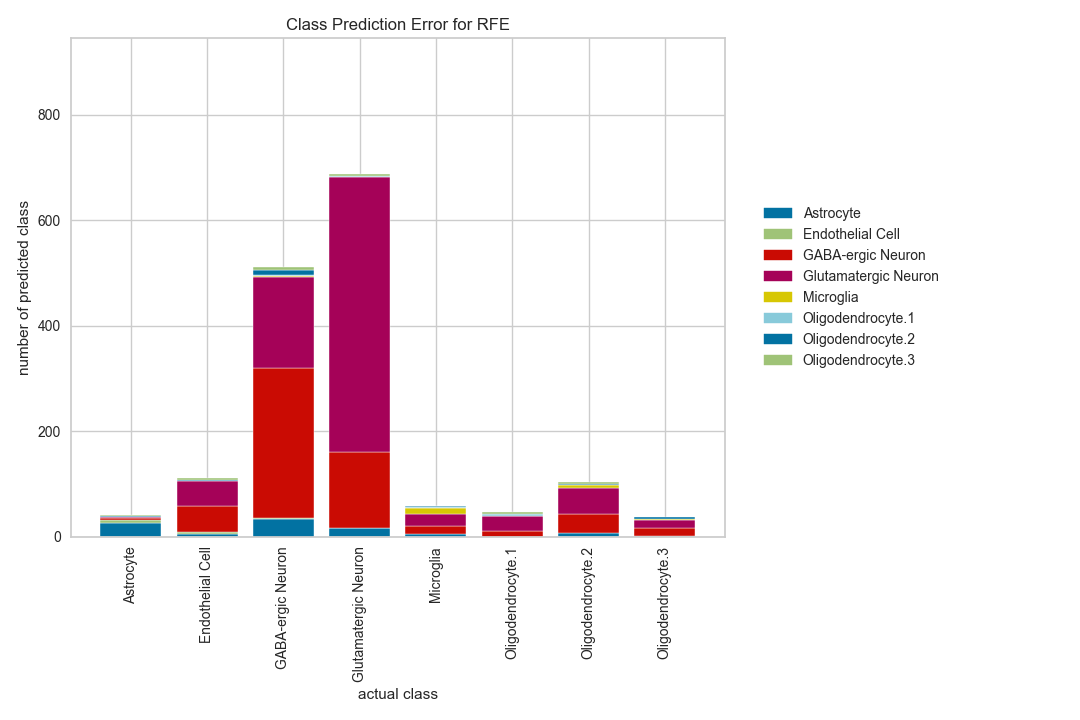 Class Prediction Error for RFE
number of predicted class
800
600
400
200
0
Astrocyte
Endothelial Cell
GABA-ergic Neuron
Glutamatergic Neuron
Microglia
Oligodendrocyte.1
Oligodendrocyte.2
Oligodendrocyte.3
actual class
Astrocyte
Endothelial Cell
GABA-ergic Neuron
Glutamatergic Neuron
Microglia
Oligodendrocyte.1
Oligodendrocyte.2
Oligodendrocyte.3